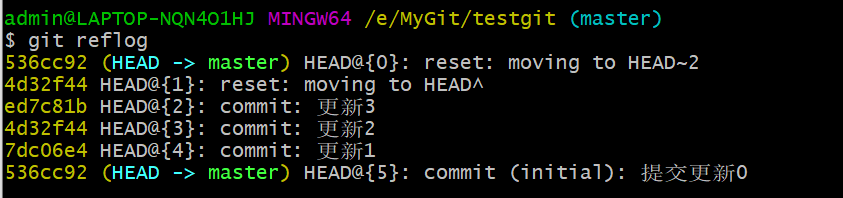 admin@LAPTOP-NQN4O1HJ MINGW64 /e/MyGit/testgit (master)
$ git reflog
536cc92 (HEAD -> master) HEAD@{0}: reset: moving to HEAD~2
4d32f44 HEAD@{1}: reset: moving to HEAD^
ed7c81b HEAD@{2}: commit: 更新3
4d32f44 HEAD@{3}: commit: 更新2
7dc06e4 HEAD@{4}: commit: 更新1
536cc92 (HEAD -> master) HEAD@{5}: commit (initial): 提交更新0